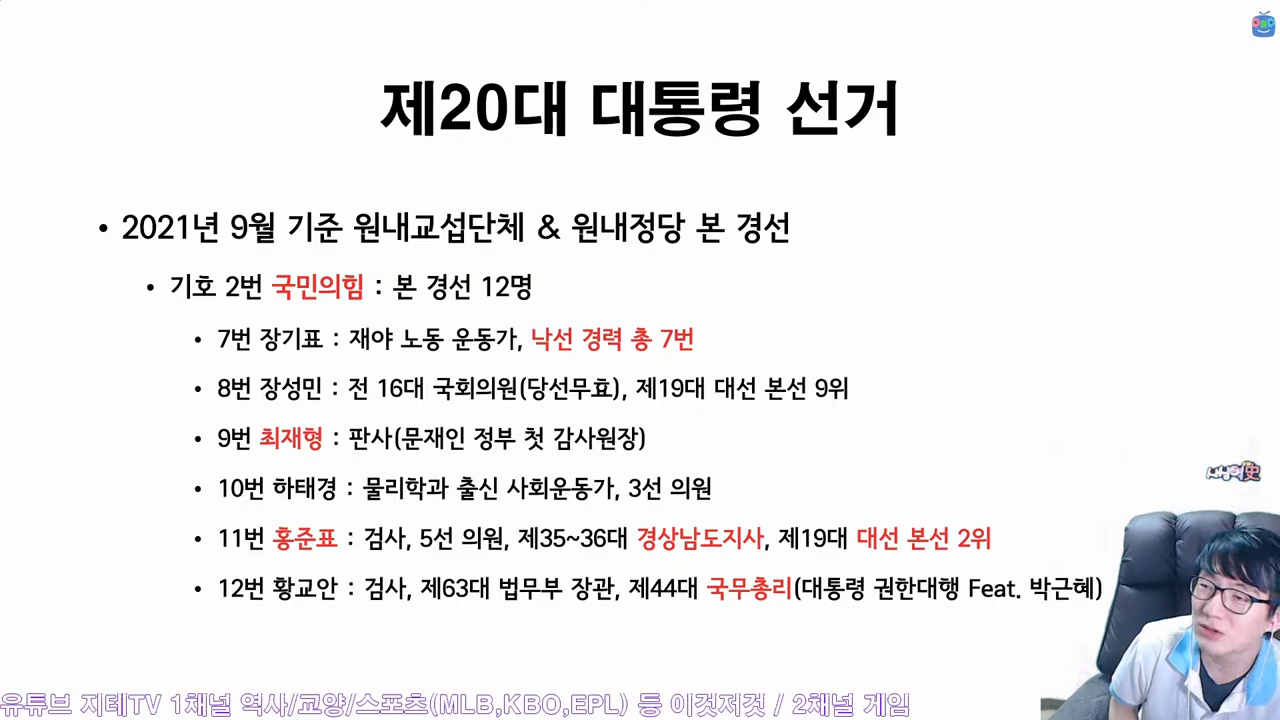 제20대 대통령 선거
• 2021년 9월 기준 원내교섭단체 & 원내정당 본 경선
• 기호 2번 국민의힘 : 본 경선 12명
• 7번 장기표 : 재야 노동 운동가, 낙선 경력 총 7번
• 8번 장성민 : 전 16대 국회의원(당선무효), 제19대 대선 본선 9위
• 9번 최재형 : 판사(문재인 정부 첫 감사원장)
• 10번 하태경 : 물리학과 출신 사회운동가, 3선 의원
• 11번 홍준표 : 검사, 5선 의원, 제35~36대 경상남도지사, 제19대 대선 본선 2위
• 12번 황교안 : 검사, 제63대 법무부 장관, 제44대 국무총리(대통령 권한대행 Feat. 박근혜)
유튜브 지테TV 1채널 역사/교양/스포츠(MLB,KBO,EPL) 등 이것저것 / 2채널 게임